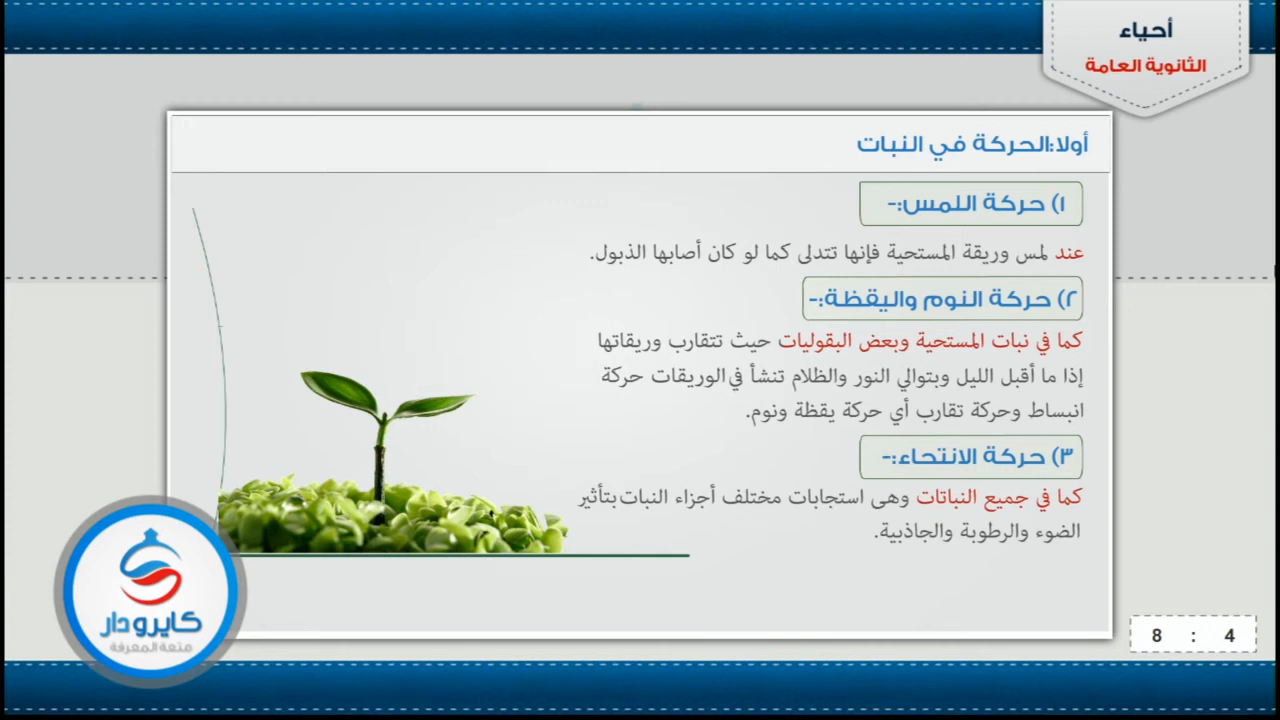 أحياء
الثانوية العامة
أولا:الحركة في النبات
١) حركة اللمس:-
عند لمس وريقة المستحية فإنها تتدلى كما لو كان أصابها الذبول.
٢) حركة النوم واليقظة:-
كما في نبات المستحية وبعض البقوليات حيث تتقارب وريقاتها
إذا ما أقبل الليل وبتوالي النور والظلام تنشأ في الوريقات حركة
انبساط وحركة تقارب أي حركة يقظة ونوم.
٣) حركة الانتحاء:-
كما في جميع النباتات وهى استجابات مختلف أجزاء النبات بتأثير
الضوء والرطوبة والجاذبية.
كايرودار
متعة المعرفة
8 : 4